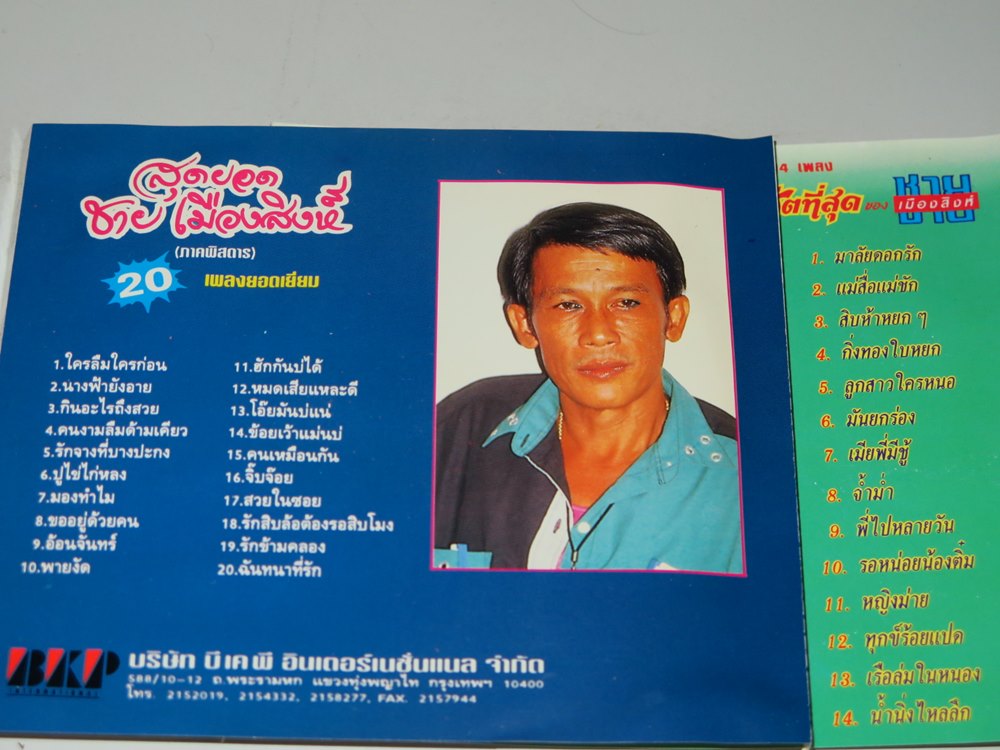 สุดยอด
ชาย เมืองสิงห์
(ภาคพิสดาร)
20 เพลงยอดเยี่ยม
1.ใครลืมใครก่อน
2.นางฟ้ายังอาย
3.กินอะไรถึงสวย
4.คนงามลืมด้ามเคียว
5.รักจางที่บางปะกง
6.ปูไข่ไก่หลง
7.มองทำไม
8.ขออยู่ด้วยคน
9.อ้อนจันทร์
10.พายงัด
11.ฮักกันบ่ได้
12.หมดเสียแหละดี
13.โอ๊ยมันบ่แน่
14.ข้อยเว้าแม่นบ่
15.คนเหมือนกัน
16.จิ๊บจ๊อย
17.สวยในซอย
18.รักสิบล้อต้องรอสิบโมง
19.รักข้ามคลอง
20.ฉันทนาที่รัก
BKP
INTERNATIONAL
บริษัท บีเคพี อินเตอร์เนชั่นแนล จำกัด
588/10-12 ถ.พระรามหก แขวงทุ่งพญาไท กรุงเทพฯ 10400
โทร. 2152019, 2154332, 2158277, FAX. 2157944
4 เพลง
ที่สุด ของ ชาย เมืองสิงห์
1. มาลัยดอกรัก
2. แม่สื่อแม่ชัก
3. สิบห้าหยก ๆ
4. กิ่งทองใบหยก
5. ลูกสาวใครหนอ
6. มันยกร่อง
7. เมียพี่มีชู้
8. จ้ำม่ำ
9. พี่ไปหลายวัน
10. รอหน่อยน้องติ๋ม
11. หญิงม่าย
12. ทุกข์ร้อยแปด
13. เรือล่มในหนอง
14. น้ำนิ่งไหลลึก